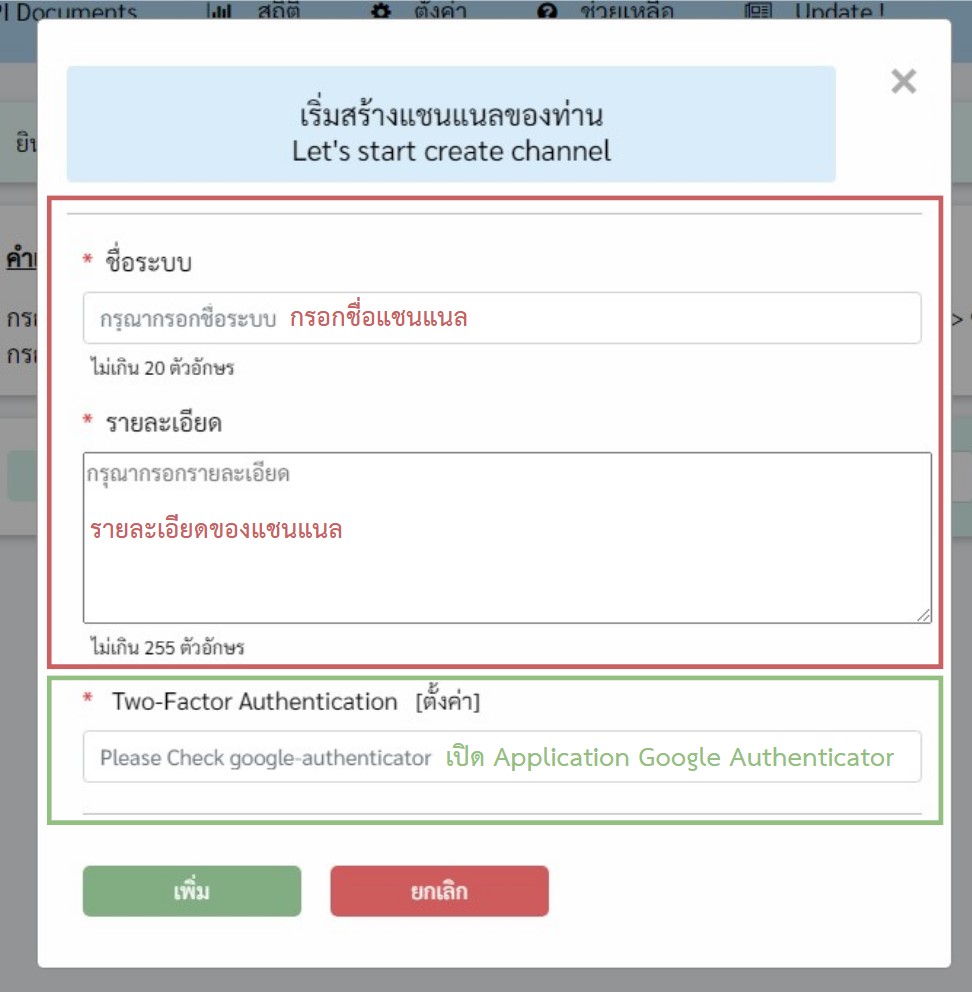 PI Documents สถิติ ตั้งค่า ช่วยเหลือ Update !
เริ่มสร้างแชนแนลของท่าน
Let's start create channel
* ชื่อระบบ
กรุณากรอกชื่อระบบ กรอกชื่อแชนแนล
ไม่เกิน 20 ตัวอักษร
* รายละเอียด
กรุณากรอกรายละเอียด
รายละเอียดของแชนแนล
ไม่เกิน 255 ตัวอักษร
* Two-Factor Authentication [ตั้งค่า]
Please Check google-authenticator เปิด Application Google Authenticator
เพิ่ม ยกเลิก